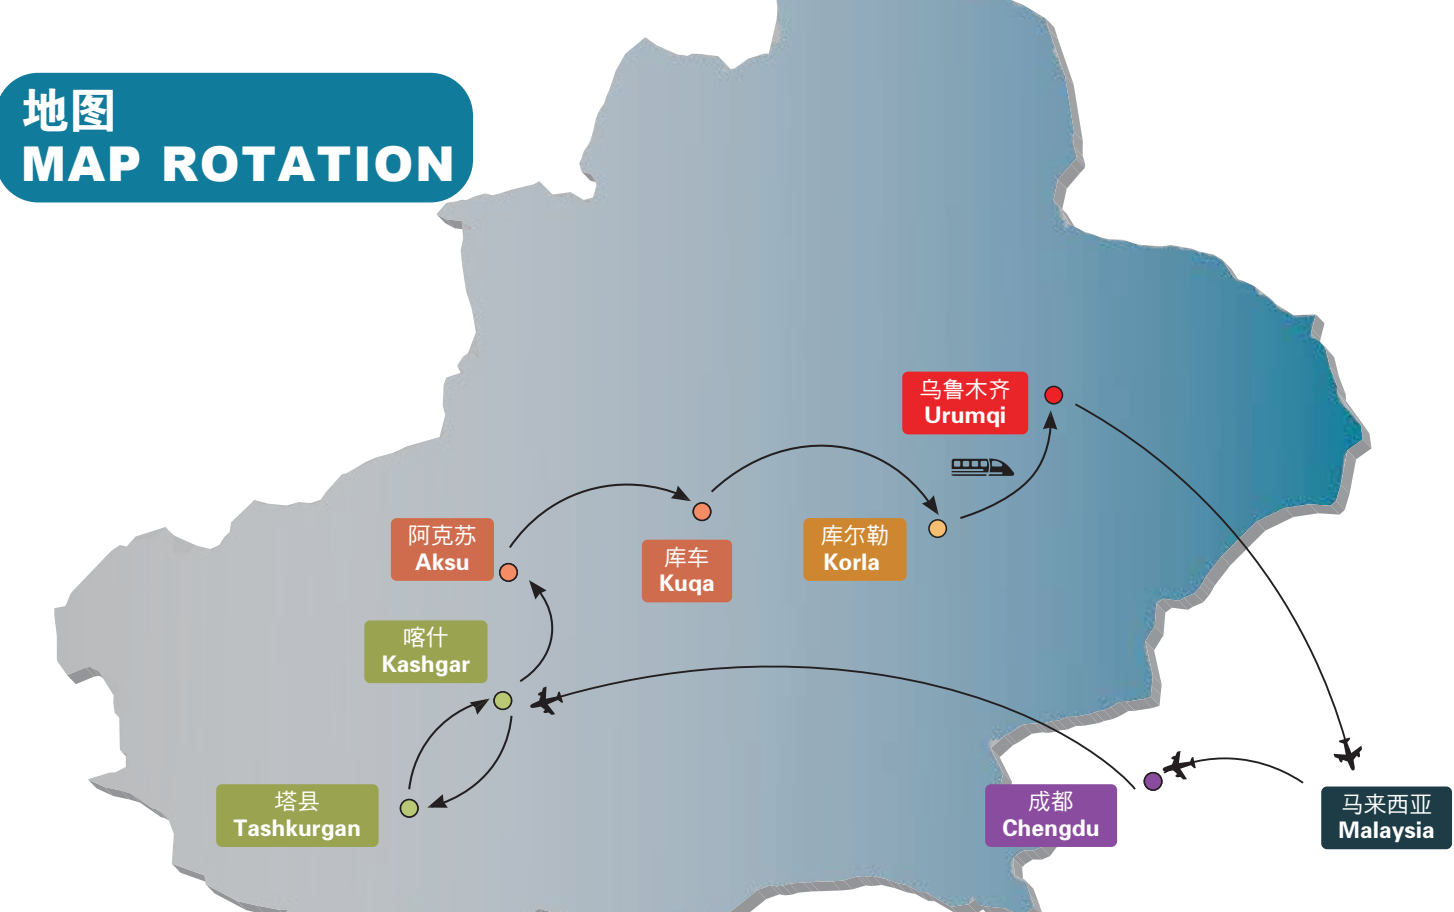 地图
MAP ROTATION
乌鲁木齐
Urumqi
阿克苏
Aksu
库车
Kuqa
库尔勒
Korla
喀什
Kashgar
塔县
Tashkurgan
成都
Chengdu
马来西亚
Malaysia